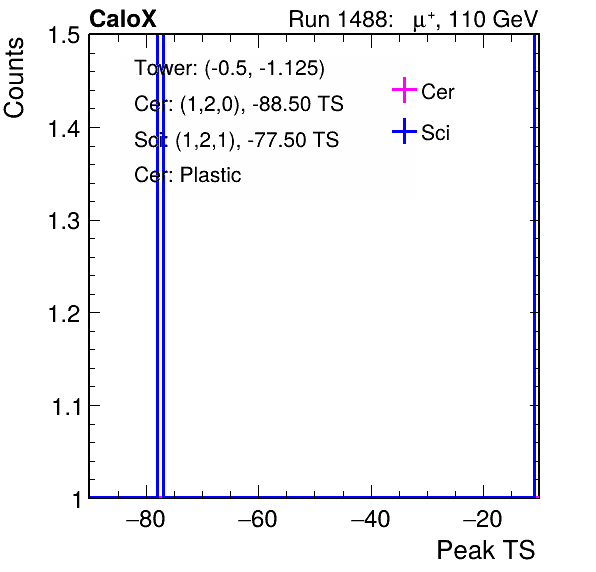 CaloX Run 1488: μ⁺, 110 GeV
Counts
1.5
1.4
1.3
1.2
1.1
1
Tower: (-0.5, -1.125)
Cer: (1,2,0), -88.50 TS
Sci: (1,2,1), -77.50 TS
Cer: Plastic
Cer
Sci
−80 −60 −40 −20
Peak TS